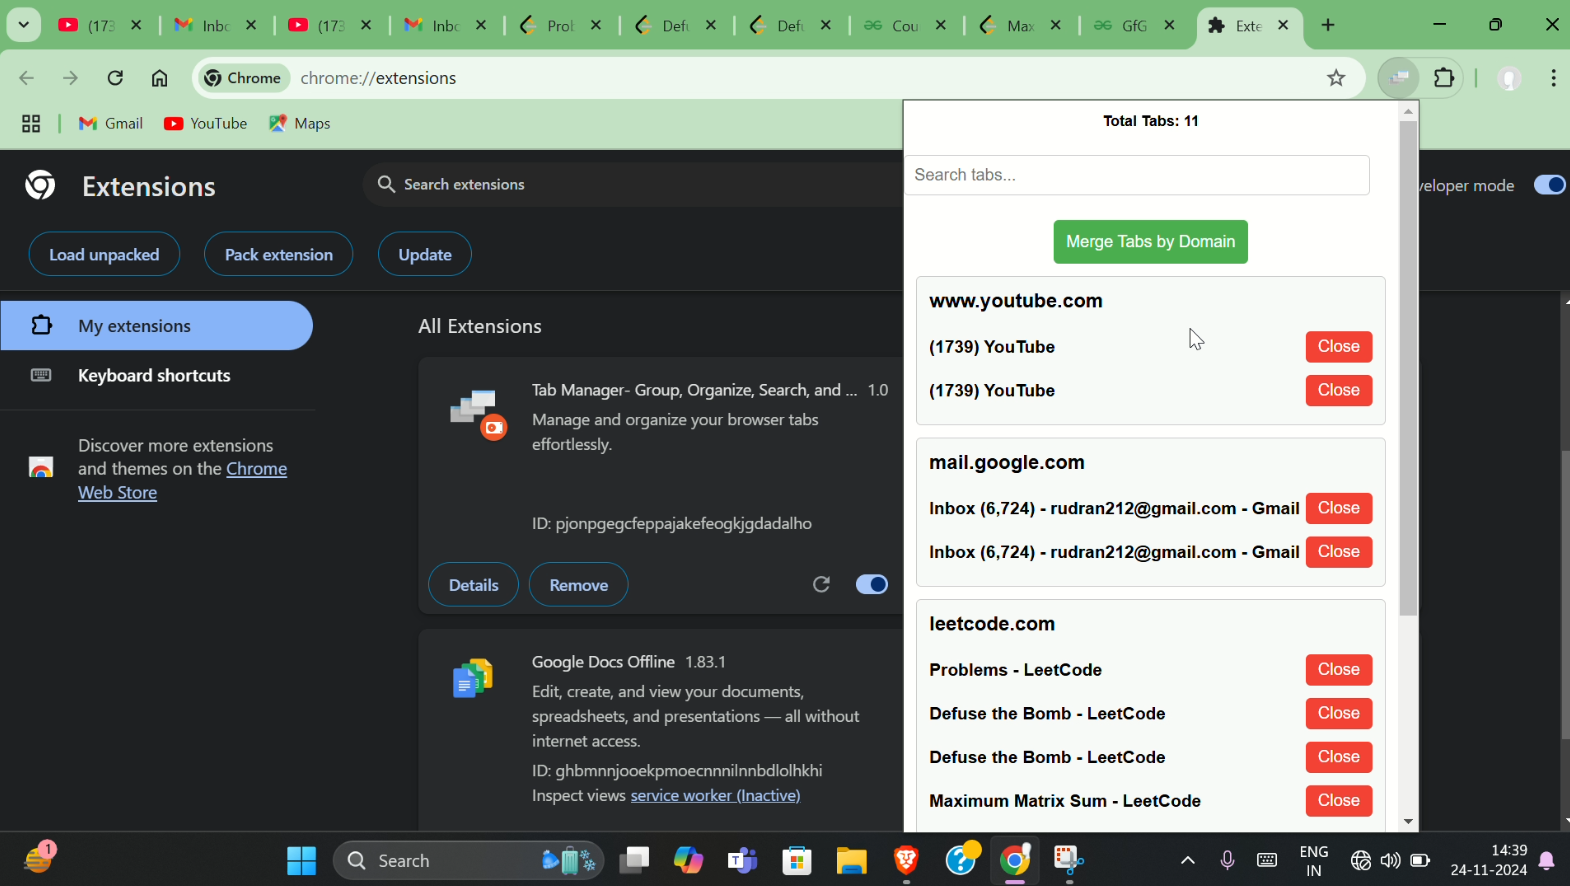 (173
Inbc
(173
Inbc
Prol
Defu
Defu
Cou
Max
GfG
Exte
Chrome
chrome://extensions
Gmail
YouTube
Maps
Extensions
Search extensions
veloper mode
Load unpacked
Pack extension
Update
My extensions
Keyboard shortcuts
Discover more extensions
and themes on the Chrome
Web Store
All Extensions
Tab Manager- Group, Organize, Search, and ... 1.0
Manage and organize your browser tabs
effortlessly.
ID: pjonpgegcfeppajakefeogkjgdadalho
Details
Remove
Google Docs Offline 1.83.1
Edit, create, and view your documents,
spreadsheets, and presentations — all without
internet access.
ID: ghbmnnjooekpmoecnnnilnnbdlolhkhi
Inspect views service worker (Inactive)
Total Tabs: 11
Search tabs...
Merge Tabs by Domain
www.youtube.com
(1739) YouTube Close
(1739) YouTube Close
mail.google.com
Inbox (6,724) - rudran212@gmail.com - Gmail Close
Inbox (6,724) - rudran212@gmail.com - Gmail Close
leetcode.com
Problems - LeetCode Close
Defuse the Bomb - LeetCode Close
Defuse the Bomb - LeetCode Close
Maximum Matrix Sum - LeetCode Close
1
Search
ENG
IN
14:39
24-11-2024